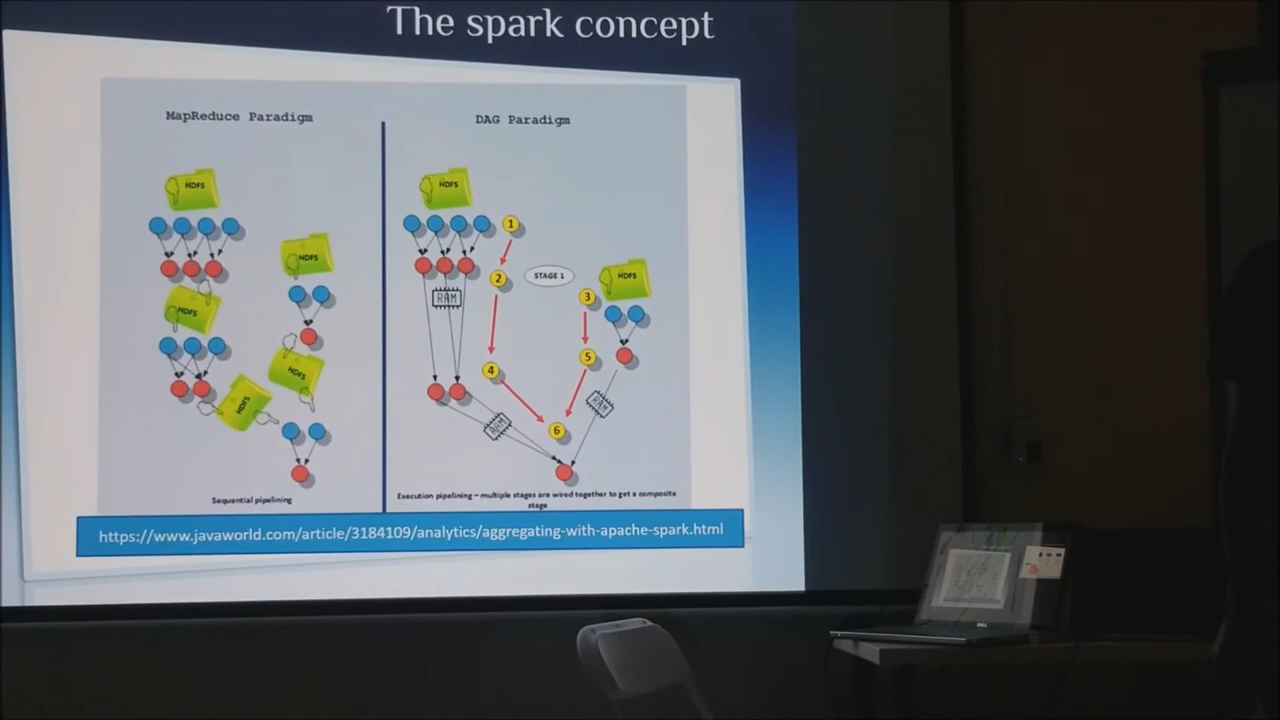 The spark concept
MapReduce Paradigm
HDFS
HDFS
HDFS
HDFS
HDFS
Sequential pipelining
DAG Paradigm
HDFS
1
2
STAGE 1
HDFS
3
RAM
4
5
RAM
RAM
6
Execution pipelining – multiple stages are wired together to get a composite
stage
https://www.javaworld.com/article/3184109/analytics/aggregating-with-apache-spark.html
DELL